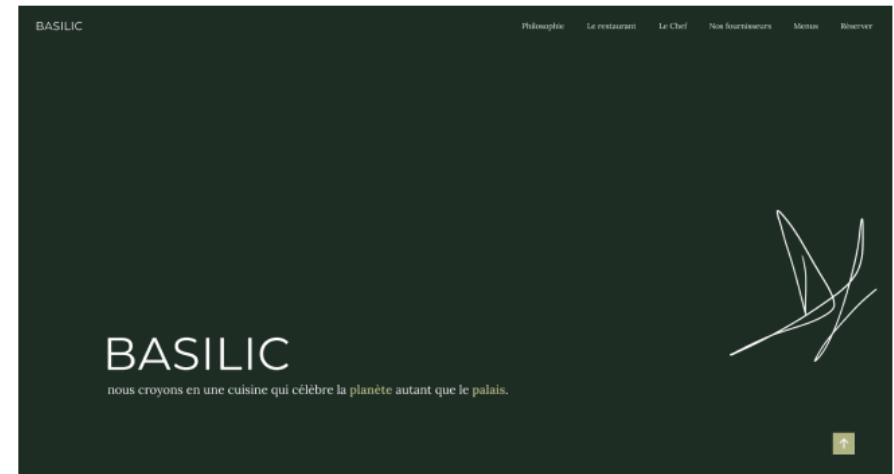 BASILIC
Philosophie Le restaurant Le Chef Nos fournisseurs Menus Réserver
BASILIC
nous croyons en une cuisine qui célèbre la planète autant que le palais.